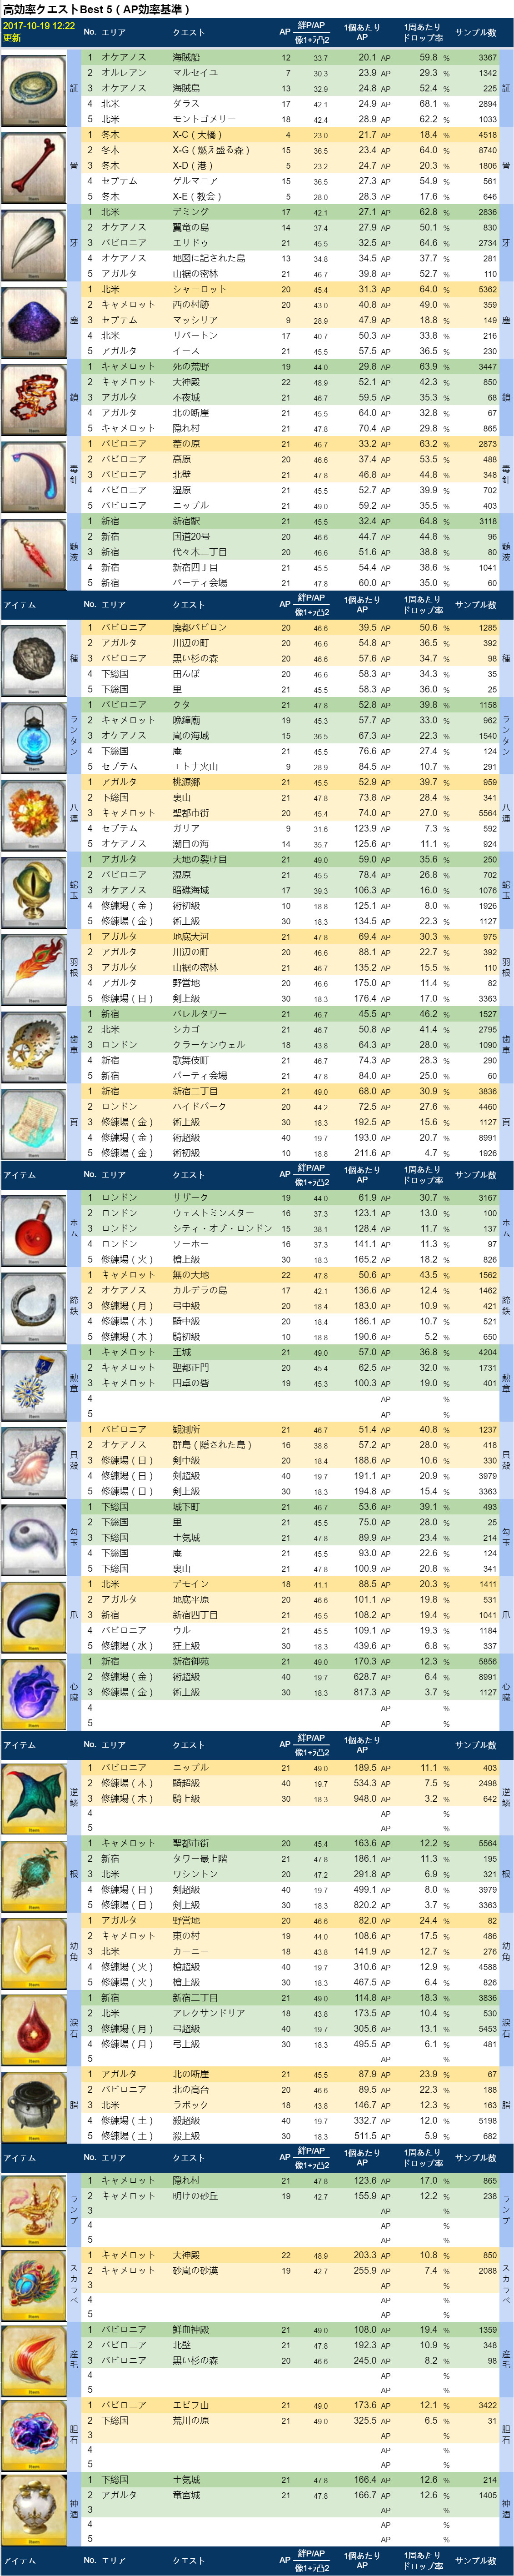 高効率クエストBest 5 ( AP効率基準 )
2017-10-19 12:22 更新
No. エリア クエスト AP 絆P/AP 像1+ﾃ凸2 1個あたりAP 1周あたりドロップ率 サンプル数
証
1 オケアノス 海賊船 12 33.7 20.1 AP 59.8 % 3367
2 オルレアン マルセイユ 7 30.3 23.9 AP 29.3 % 1342
3 オケアノス 海賊島 13 32.9 24.8 AP 52.4 % 225
4 北米 ダラス 17 42.1 24.9 AP 68.1 % 2894
5 北米 モントゴメリー 18 42.4 28.9 AP 62.2 % 1033
骨
1 冬木 X-C ( 大橋 ) 4 23.0 21.7 AP 18.4 % 4518
2 冬木 X-G ( 燃え盛る森 ) 15 36.5 23.4 AP 64.0 % 8740
3 冬木 X-D ( 港 ) 5 23.2 24.7 AP 20.3 % 1806
4 セプテム ゲルマニア 15 36.5 27.3 AP 54.9 % 561
5 冬木 X-E ( 教会 ) 5 28.0 28.3 AP 17.6 % 646
牙
1 北米 デミング 17 42.1 27.1 AP 62.8 % 2836
2 オケアノス 翼竜の島 14 37.4 27.9 AP 50.1 % 830
3 バビロニア エリドゥ 21 45.5 32.5 AP 64.6 % 2734
4 オケアノス 地図に記された島 13 34.8 34.5 AP 37.7 % 281
5 アガルタ 山裾の密林 21 46.7 39.8 AP 52.7 % 110
塵
1 北米 シャーロット 20 45.4 31.3 AP 64.0 % 5362
2 キャメロット 西の村跡 20 43.0 40.8 AP 49.0 % 359
3 セプテム マッシリア 9 28.9 47.9 AP 18.8 % 149
4 北米 リバートン 17 40.7 50.3 AP 33.8 % 216
5 アガルタ イース 21 45.5 57.5 AP 36.5 % 230
鎖
1 キャメロット 死の荒野 19 44.0 29.8 AP 63.9 % 3447
2 キャメロット 大神殿 22 48.9 52.1 AP 42.3 % 850
3 アガルタ 不夜城 21 46.7 59.5 AP 35.3 % 68
4 アガルタ 北の断崖 21 45.5 64.0 AP 32.8 % 67
5 キャメロット 隠れ村 21 47.8 70.4 AP 29.8 % 865
毒針
1 バビロニア 葦の原 21 46.7 33.2 AP 63.2 % 2873
2 バビロニア 高原 20 46.6 37.4 AP 53.5 % 488
3 バビロニア 北壁 21 47.8 46.8 AP 44.8 % 348
4 バビロニア 湿原 21 45.5 52.7 AP 39.9 % 702
5 バビロニア ニップル 21 49.0 59.2 AP 35.5 % 403
髄液
1 新宿 新宿駅 21 45.5 32.4 AP 64.8 % 3118
2 新宿 国道20号 20 46.6 44.7 AP 44.8 % 96
3 新宿 代々木二丁目 20 46.6 51.6 AP 38.8 % 80
4 新宿 新宿四丁目 21 45.5 54.4 AP 38.6 % 1041
5 新宿 パーティ会場 21 47.8 60.0 AP 35.0 % 60
アイテム No. エリア クエスト AP 絆P/AP 像1+ﾃ凸2 1個あたりAP 1周あたりドロップ率 サンプル数
種
1 バビロニア 廃都バビロン 20 46.6 39.5 AP 50.6 % 1285
2 アガルタ 川辺の町 20 46.6 54.8 AP 36.5 % 392
3 バビロニア 黒い杉の森 20 46.6 57.6 AP 34.7 % 98
4 下総国 田んぼ 20 46.6 58.3 AP 34.3 % 35
5 下総国 里 21 45.5 58.3 AP 36.0 % 25
ランタン
1 バビロニア クタ 21 47.8 52.8 AP 39.8 % 1158
2 キャメロット 晩鐘廟 19 45.3 57.7 AP 33.0 % 962
3 オケアノス 嵐の海域 15 36.5 67.3 AP 22.3 % 1540
4 下総国 庵 21 45.5 76.6 AP 27.4 % 124
5 セプテム エトナ火山 9 28.9 84.5 AP 10.7 % 291
八連
1 アガルタ 桃源郷 21 45.5 52.9 AP 39.7 % 959
2 下総国 裏山 21 47.8 73.8 AP 28.4 % 341
3 キャメロット 聖都市街 20 45.4 74.0 AP 27.0 % 5564
4 セプテム ガリア 9 31.6 123.9 AP 7.3 % 592
5 オケアノス 潮目の海 14 35.7 125.6 AP 11.1 % 924
蛇玉
1 アガルタ 大地の裂け目 21 49.0 59.0 AP 35.6 % 250
2 バビロニア 湿原 21 45.5 78.4 AP 26.8 % 702
3 オケアノス 暗礁海域 17 39.3 106.3 AP 16.0 % 1076
4 修練場 ( 金 ) 術初級 10 18.8 125.1 AP 8.0 % 1926
5 修練場 ( 金 ) 術上級 30 18.3 134.5 AP 22.3 % 1127
羽根
1 アガルタ 地底大河 21 47.8 69.4 AP 30.3 % 975
2 アガルタ 川辺の町 20 46.6 88.1 AP 22.7 % 392
3 アガルタ 山裾の密林 21 46.7 135.2 AP 15.5 % 110
4 アガルタ 野営地 20 46.6 175.0 AP 11.4 % 82
5 修練場 ( 日 ) 剣上級 30 18.3 176.4 AP 17.0 % 3363
歯車
1 新宿 バレルタワー 21 46.7 45.5 AP 46.2 % 1527
2 北米 シカゴ 21 46.7 50.8 AP 41.4 % 2795
3 ロンドン クラーケンウェル 18 43.8 64.3 AP 28.0 % 1090
4 新宿 歌舞伎町 21 46.7 74.3 AP 28.3 % 290
5 新宿 パーティ会場 21 47.8 84.0 AP 25.0 % 60
頁
1 新宿 新宿二丁目 21 49.0 68.0 AP 30.9 % 3836
2 ロンドン ハイドパーク 20 44.2 72.5 AP 27.6 % 4460
3 修練場 ( 金 ) 術上級 30 18.3 192.5 AP 15.6 % 1127
4 修練場 ( 金 ) 術超級 40 19.7 193.0 AP 20.7 % 8991
5 修練場 ( 金 ) 術初級 10 18.8 211.6 AP 4.7 % 1926
アイテム No. エリア クエスト AP 絆P/AP 像1+ﾃ凸2 1個あたりAP 1周あたりドロップ率 サンプル数
ホム
1 ロンドン サザーク 19 44.0 61.9 AP 30.7 % 3167
2 ロンドン ウェストミンスター 16 37.3 123.1 AP 13.0 % 100
3 ロンドン シティ・オブ・ロンドン 15 38.1 128.4 AP 11.7 % 137
4 ロンドン ソーホー 16 37.3 141.1 AP 11.3 % 97
5 修練場 ( 火 ) 槍上級 30 18.3 165.2 AP 18.2 % 826
蹄鉄
1 キャメロット 無の大地 22 47.8 50.6 AP 43.5 % 1562
2 オケアノス カルデラの島 17 42.1 136.6 AP 12.4 % 1462
3 修練場 ( 月 ) 弓中級 20 18.4 183.0 AP 10.9 % 421
4 修練場 ( 木 ) 騎中級 20 18.4 186.1 AP 10.7 % 521
5 修練場 ( 木 ) 騎初級 10 18.8 190.6 AP 5.2 % 650
勲章
1 キャメロット 王城 21 49.0 57.0 AP 36.8 % 4204
2 キャメロット 聖都正門 20 45.4 62.5 AP 32.0 % 1731
3 キャメロット 円卓の砦 19 45.3 100.3 AP 19.0 % 401
4 AP %
5 AP %
貝殻
1 バビロニア 観測所 21 46.7 51.4 AP 40.8 % 1237
2 オケアノス 群島 ( 隠された島 ) 16 38.8 57.2 AP 28.0 % 418
3 修練場 ( 日 ) 剣中級 20 18.4 188.6 AP 10.6 % 330
4 修練場 ( 日 ) 剣超級 40 19.7 191.1 AP 20.9 % 3979
5 修練場 ( 日 ) 剣上級 30 18.3 194.8 AP 15.4 % 3363
勾玉
1 下総国 城下町 21 46.7 53.6 AP 39.1 % 493
2 下総国 里 21 45.5 75.0 AP 28.0 % 25
3 下総国 土気城 21 47.8 89.9 AP 23.4 % 214
4 下総国 庵 21 45.5 93.0 AP 22.6 % 124
5 下総国 裏山 21 47.8 100.9 AP 20.8 % 341
爪
1 北米 デモイン 18 41.1 88.5 AP 20.3 % 1411
2 アガルタ 地底平原 20 46.6 101.1 AP 19.8 % 531
3 新宿 新宿四丁目 21 45.5 108.2 AP 19.4 % 1041
4 バビロニア ウル 21 45.5 109.1 AP 19.3 % 1184
5 修練場 ( 水 ) 狂上級 30 18.3 439.6 AP 6.8 % 337
心臓
1 新宿 新宿御苑 21 49.0 170.3 AP 12.3 % 5856
2 修練場 ( 金 ) 術超級 40 19.7 628.7 AP 6.4 % 8991
3 修練場 ( 金 ) 術上級 30 18.3 817.3 AP 3.7 % 1127
4 AP %
5 AP %
アイテム No. エリア クエスト AP 絆P/AP 像1+ﾃ凸2 1個あたりAP 1周あたりドロップ率 サンプル数
逆鱗
1 バビロニア ニップル 21 49.0 189.5 AP 11.1 % 403
2 修練場 ( 木 ) 騎超級 40 19.7 534.3 AP 7.5 % 2498
3 修練場 ( 木 ) 騎上級 30 18.3 948.0 AP 3.2 % 642
4 AP %
5 AP %
根
1 キャメロット 聖都市街 20 45.4 163.6 AP 12.2 % 5564
2 新宿 タワー最上階 21 47.8 186.1 AP 11.3 % 195
3 北米 ワシントン 20 47.2 291.8 AP 6.9 % 321
4 修練場 ( 日 ) 剣超級 40 19.7 499.1 AP 8.0 % 3979
5 修練場 ( 日 ) 剣上級 30 18.3 820.2 AP 3.7 % 3363
幼角
1 アガルタ 野営地 20 46.6 82.0 AP 24.4 % 82
2 キャメロット 東の村 19 44.0 108.6 AP 17.5 % 486
3 北米 カーニー 18 43.8 141.9 AP 12.7 % 276
4 修練場 ( 火 ) 槍超級 40 19.7 310.6 AP 12.9 % 4588
5 修練場 ( 火 ) 槍上級 30 18.3 467.5 AP 6.4 % 826
涙石
1 新宿 新宿二丁目 21 49.0 114.8 AP 18.3 % 3836
2 北米 アレクサンドリア 18 43.8 173.5 AP 10.4 % 530
3 修練場 ( 月 ) 弓超級 40 19.7 305.6 AP 13.1 % 5453
4 修練場 ( 月 ) 弓上級 30 18.3 495.5 AP 6.1 % 481
5 AP %
脂
1 アガルタ 北の断崖 21 45.5 87.9 AP 23.9 % 67
2 バビロニア 北の高台 20 46.6 89.5 AP 22.3 % 188
3 北米 ラボック 18 43.8 146.7 AP 12.3 % 163
4 修練場 ( 土 ) 殺超級 40 19.7 332.7 AP 12.0 % 5198
5 修練場 ( 土 ) 殺上級 30 18.3 511.5 AP 5.9 % 682
アイテム No. エリア クエスト AP 絆P/AP 像1+ﾃ凸2 1個あたりAP 1周あたりドロップ率 サンプル数
ランプ
1 キャメロット 隠れ村 21 47.8 123.6 AP 17.0 % 865
2 キャメロット 明けの砂丘 19 42.7 155.9 AP 12.2 % 238
3 AP %
4 AP %
5 AP %
スカラベ
1 キャメロット 大神殿 22 48.9 203.3 AP 10.8 % 850
2 キャメロット 砂嵐の砂漠 19 42.7 255.9 AP 7.4 % 2088
3 AP %
4 AP %
5 AP %
産毛
1 バビロニア 鮮血神殿 21 49.0 108.0 AP 19.4 % 1359
2 バビロニア 北壁 21 47.8 192.3 AP 10.9 % 348
3 バビロニア 黒い杉の森 20 46.6 245.0 AP 8.2 % 98
4 AP %
5 AP %
胆石
1 バビロニア エビフ山 21 49.0 173.6 AP 12.1 % 3422
2 下総国 荒川の原 21 49.0 325.5 AP 6.5 % 31
3 AP %
4 AP %
5 AP %
神酒
1 下総国 土気城 21 47.8 166.4 AP 12.6 % 214
2 アガルタ 竜宮城 21 47.8 166.7 AP 12.6 % 1405
3 AP %
4 AP %
5 AP %
アイテム No. エリア クエスト AP 絆P/AP 像1+ﾃ凸2 1個あたりAP 1周あたりドロップ率 サンプル数